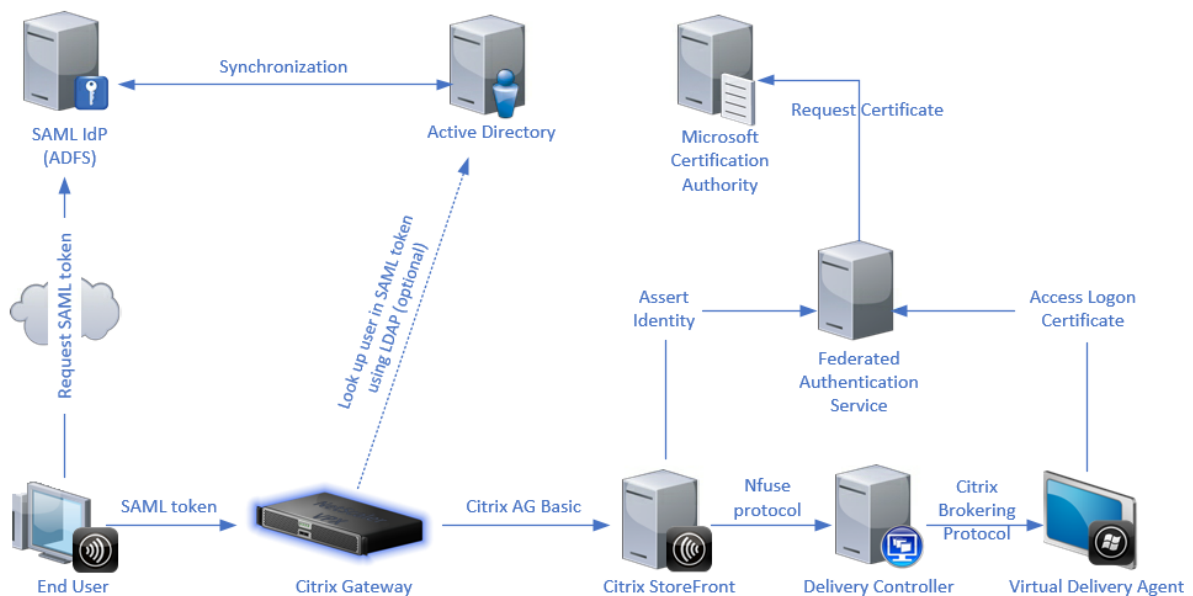 Synchronization
SAML IdP
(ADFS)
Active Directory
Request Certificate
Microsoft
Certification
Authority
Request SAML token
Look up user in SAML token
using LDAP (optional)
Assert
Identity
Access Logon
Certificate
Federated
Authentication
Service
SAML token
Citrix AG Basic
Nfuse
protocol
Citrix
Brokering
Protocol
End User
Citrix Gateway
Citrix StoreFront
Delivery Controller
Virtual Delivery Agent